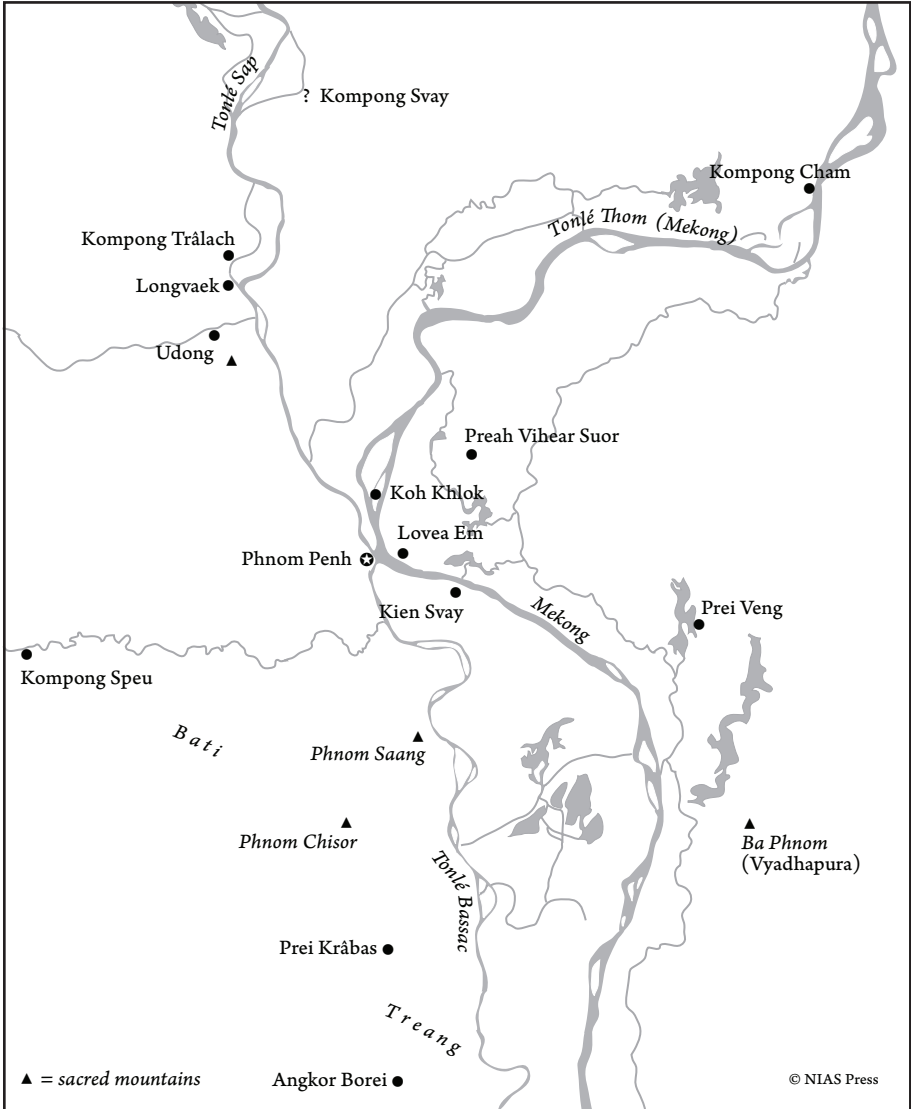 Tonlé Sap
? Kompong Svay
Kompong Cham
Tonlé Thom (Mekong)
Kompong Trâlach
Longvaek
Udong
Preah Vihear Suor
Koh Khlok
Lovea Em
Phnom Penh
Kien Svay
Mekong
Prei Veng
Kompong Speu
Bati
Phnom Saang
Phnom Chisor
Ba Phnom
(Vyadhapura)
Tonlé Bassac
Prei Krâbas
Treang
▲ = sacred mountains
Angkor Borei
© NIAS Press